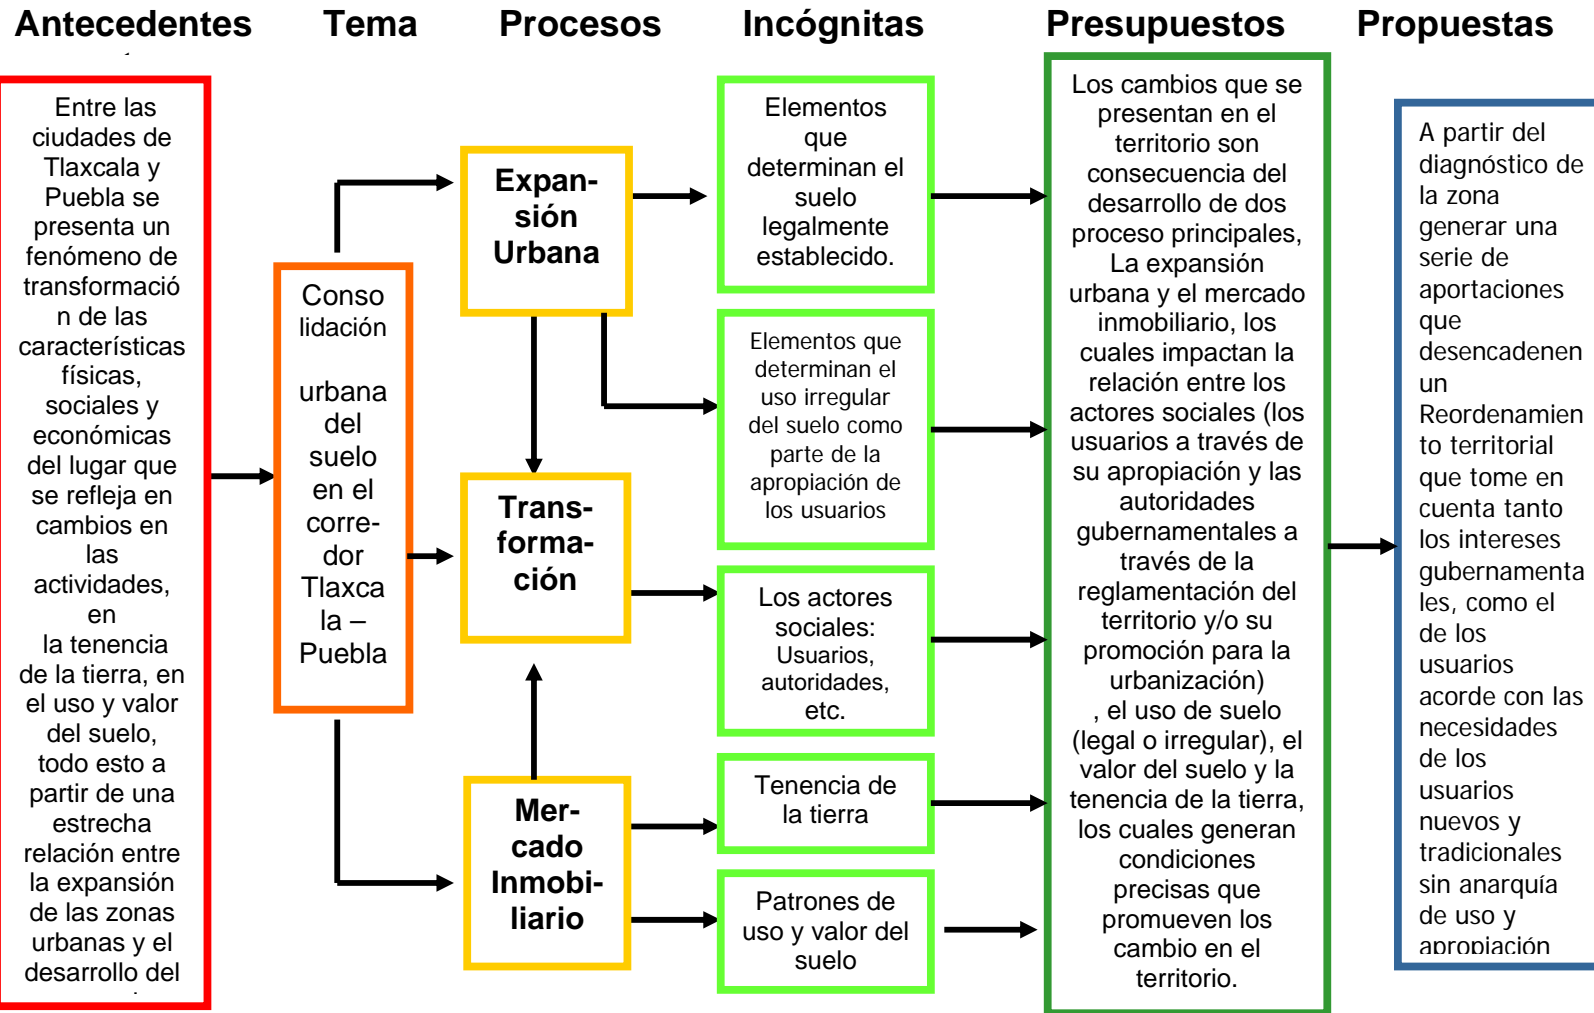 Antecedentes
Tema
Procesos
Incógnitas
Presupuestos
Propuestas
Entre las
ciudades de
Tlaxcala y
Puebla se
presenta un
fenómeno de
transformació
n de las
características
físicas,
sociales y
económicas
del lugar que
se refleja en
cambios en
las
actividades,
en
la tenencia
de la tierra, en
el uso y valor
del suelo,
todo esto a
partir de una
estrecha
relación entre
la expansión
de las zonas
urbanas y el
desarrollo del
Conso
lidación
urbana
del
suelo
en el
corre-
dor
Tlaxca
la –
Puebla
Expan-
sión
Urbana
Trans-
forma-
ción
Mer-
cado
Inmobi-
liario
Elementos
que
determinan el
suelo
legalmente
establecido.
Elementos que
determinan el
uso irregular
del suelo como
parte de la
apropiación de
los usuarios
Los actores
sociales:
Usuarios,
autoridades,
etc.
Tenencia de
la tierra
Patrones de
uso y valor del
suelo
Los cambios que se
presentan en el
territorio son
consecuencia del
desarrollo de dos
proceso principales,
La expansión
urbana y el mercado
inmobiliario, los
cuales impactan la
relación entre los
actores sociales (los
usuarios a través de
su apropiación y las
autoridades
gubernamentales a
través de la
reglamentación del
territorio y/o su
promoción para la
urbanización)
, el uso de suelo
(legal o irregular), el
valor del suelo y la
tenencia de la tierra,
los cuales generan
condiciones
precisas que
promueven los
cambio en el
territorio.
A partir del
diagnóstico de
la zona
generar una
serie de
aportaciones
que
desencadenen
un
Reordenamien
to territorial
que tome en
cuenta tanto
los intereses
gubernamenta
les, como el
de los
usuarios
acorde con las
necesidades
de los
usuarios
nuevos y
tradicionales
sin anarquía
de uso y
apropiación